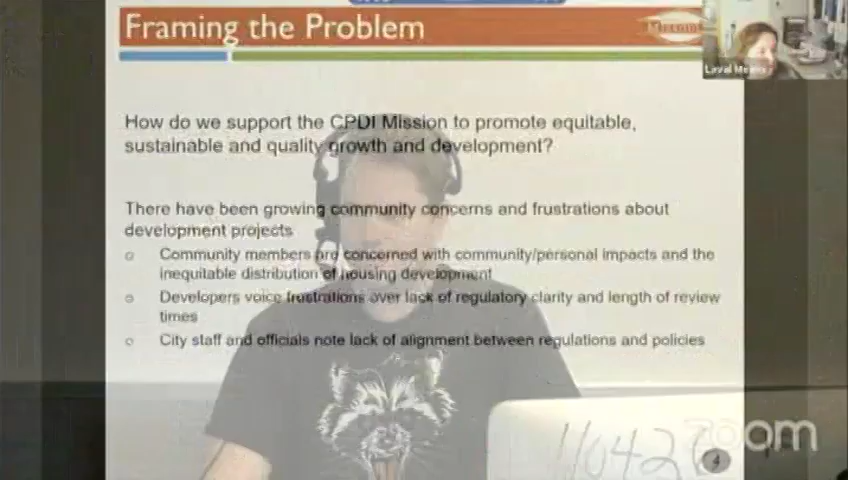 Framing the Problem
How do we support the CPDI Mission to promote equitable,
sustainable and quality growth and development?
There have been growing community concerns and frustrations about
development projects
Community members are concerned with community/personal impacts and the
inequitable distribution of housing development
Developers voice frustrations over lack of regulatory clarity and length of review
times
City staff and officials note lack of alignment between regulations and policies
zoom
4